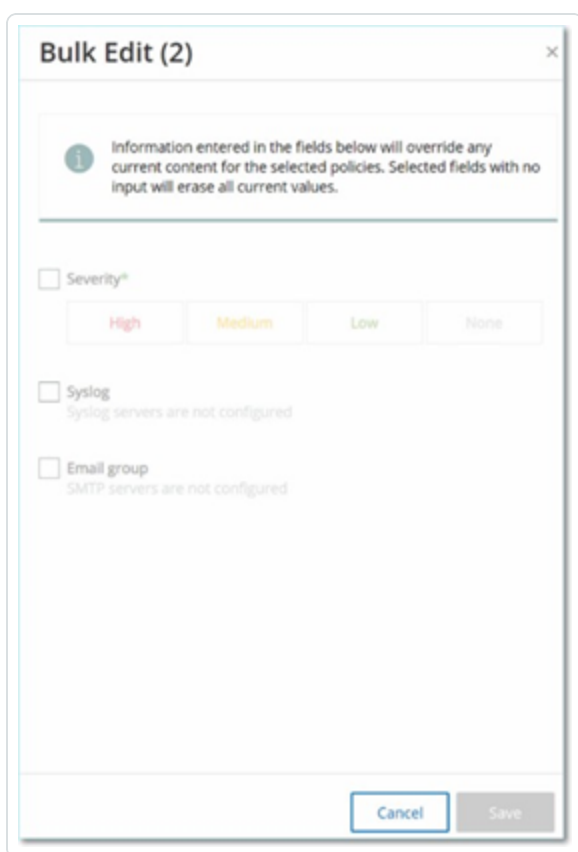 Bulk Edit (2)
×
i
Information entered in the fields below will override any
current content for the selected policies. Selected fields with no
input will erase all current values.
Severity*
High Medium Low None
Syslog
Syslog servers are not configured
Email group
SMTP servers are not configured
Cancel Save